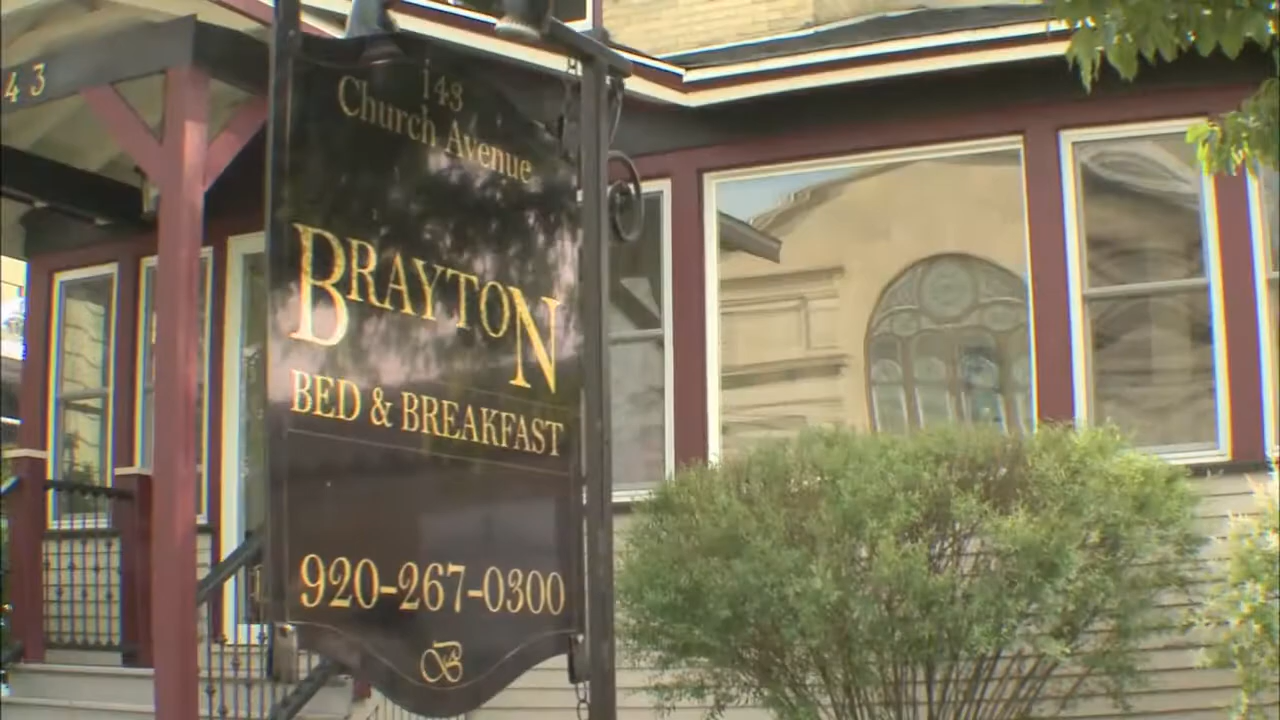 43
143
Church Avenue
BRAYTON
BED & BREAKFAST
920-267-0300
B